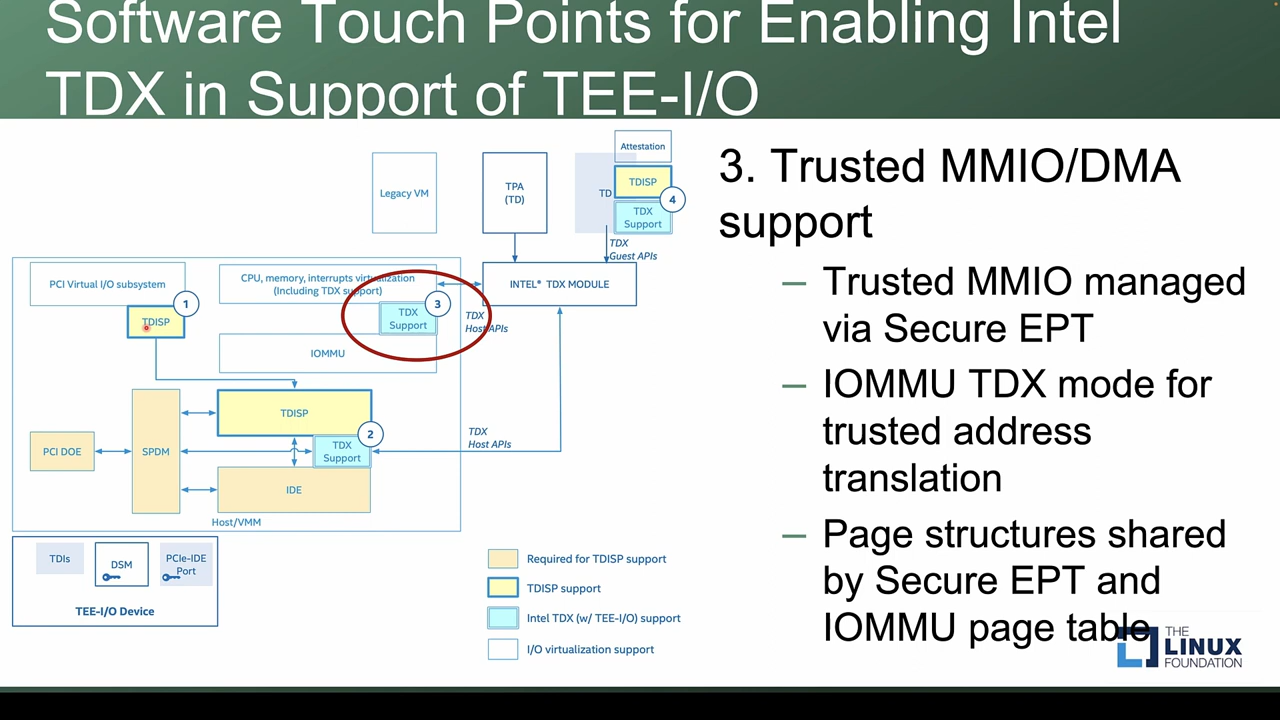 Software Touch Points for Enabling Intel
TDX in Support of TEE-I/O
Attestation
Legacy VM
TPA
(TD)
TD
TDISP
4
TDX
Support
TDX
Guest APIs
PCI Virtual I/O subsystem
CPU, memory, interrupts virtualization
(Including TDX support)
INTEL® TDX MODULE
1
TDISP
3
TDX
Support
TDX
Host APIs
IOMMU
TDISP
2
TDX
Support
TDX
Host APIs
PCI DOE
SPDM
IDE
Host/VMM
TDIs
DSM
PCIe-IDE
Port
TEE-I/O Device
Required for TDISP support
TDISP support
Intel TDX (w/ TEE-I/O) support
I/O virtualization support
3. Trusted MMIO/DMA
support
– Trusted MMIO managed
via Secure EPT
– IOMMU TDX mode for
trusted address
translation
– Page structures shared
by Secure EPT and
IOMMU page table
THE
LINUX
FOUNDATION